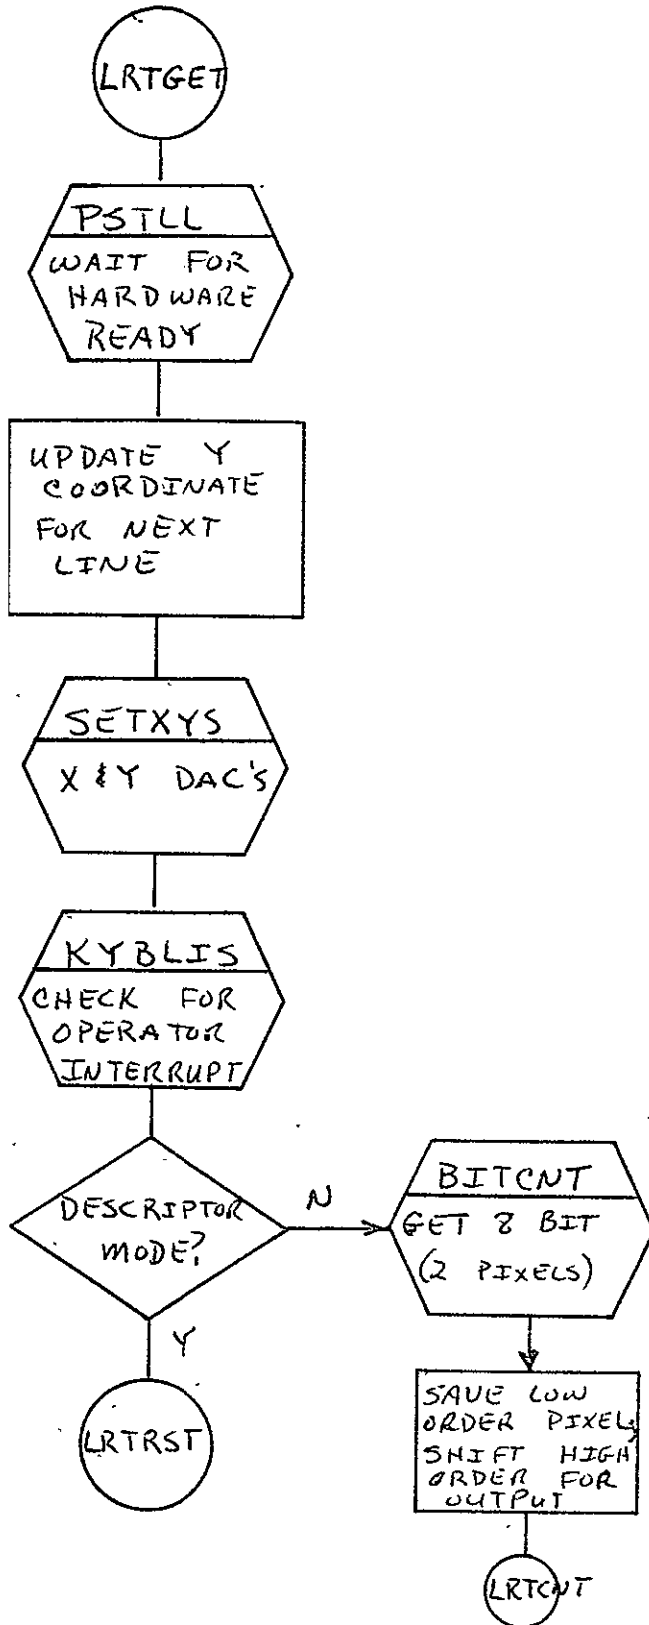 LRTGET
PSTLL
WAIT FOR
HARDWARE
READY
UPDATE Y
COORDINATE
FOR NEXT
LINE
SETXYS
X & Y DAC'S
KYBLIS
CHECK FOR
OPERATOR
INTERRUPT
DESCRIPTOR
MODE?
N
Y
LRTRST
BITCNT
GET 8 BIT
(2 PIXELS)
SAVE LOW
ORDER PIXEL,
SHIFT HIGH
ORDER FOR
OUTPUT
LRTCNT